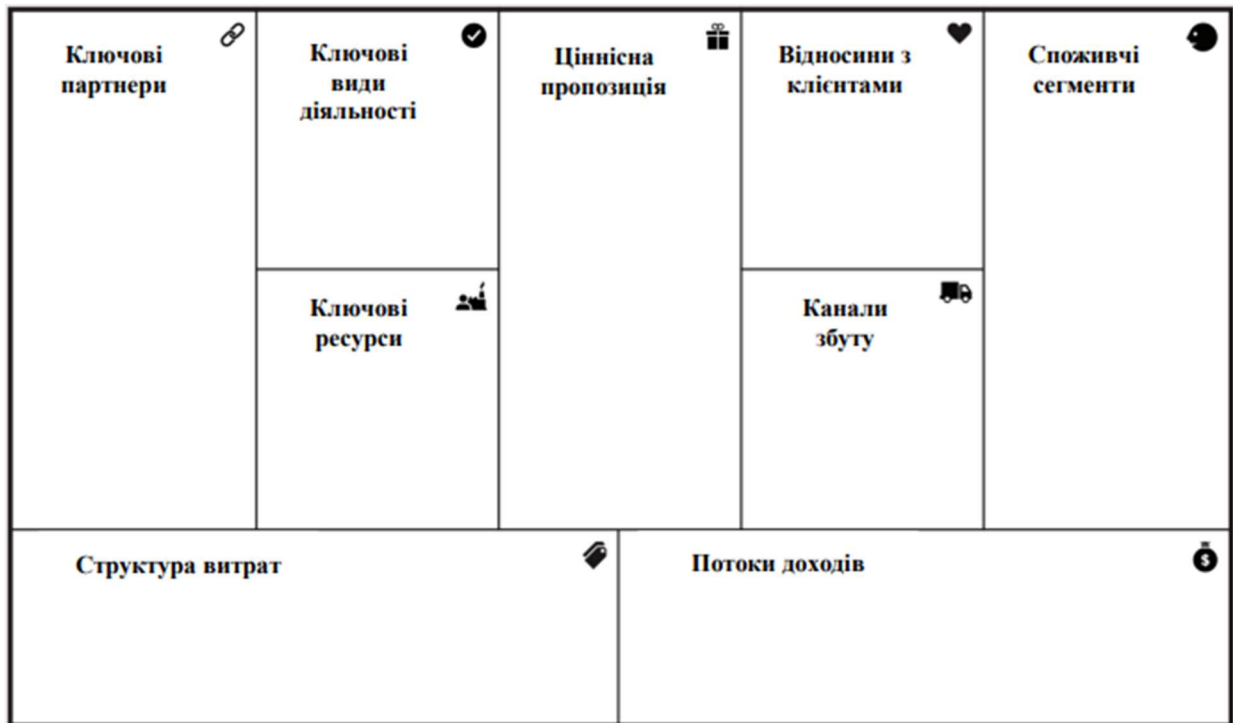 Ключові
партнери
Ключові
види
діяльності
Ціннісна
пропозиція
Відносини з
клієнтами
Споживчі
сегменти
Ключові
ресурси
Канали
збуту
Структура витрат
Потоки доходів